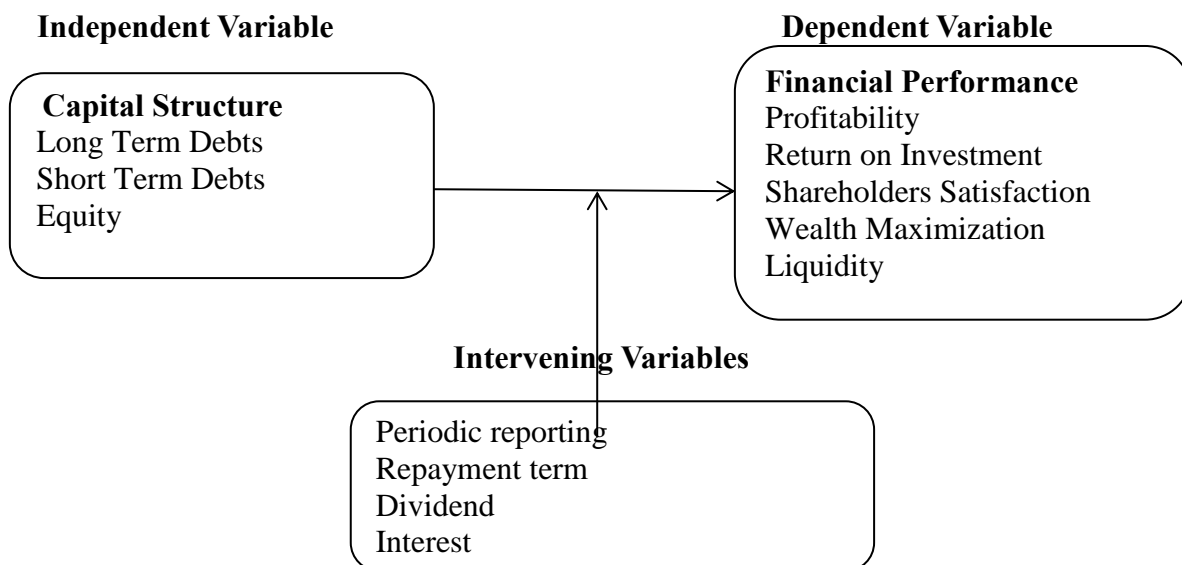 Independent Variable
Dependent Variable
Capital Structure
Long Term Debts
Short Term Debts
Equity
Financial Performance
Profitability
Return on Investment
Shareholders Satisfaction
Wealth Maximization
Liquidity
Intervening Variables
Periodic reporting
Repayment term
Dividend
Interest